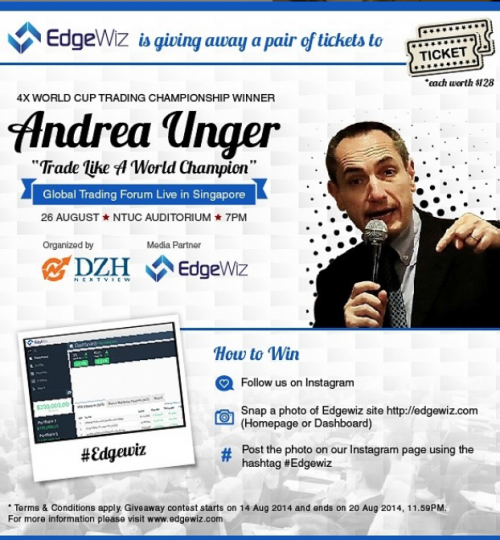 EdgeWiz is giving away a pair of tickets to
TICKET
*each worth $128
4X WORLD CUP TRADING CHAMPIONSHIP WINNER
Andrea Unger
"Trade Like A World Champion"
Global Trading Forum Live in Singapore
26 AUGUST ★ NTUC AUDITORIUM ★ 7PM
Organized by
Media Partner
DZH
NEXTVIEW
EdgeWiz
#Edgewiz
How to Win
Follow us on Instagram
Snap a photo of Edgewiz site http://edgewiz.com
(Homepage or Dashboard)
# Post the photo on our Instagram page using the
hashtag #Edgewiz
* Terms & Conditions apply. Giveaway contest starts on 14 Aug 2014 and ends on 20 Aug 2014, 11.59PM.
For more information please visit www.edgewiz.com